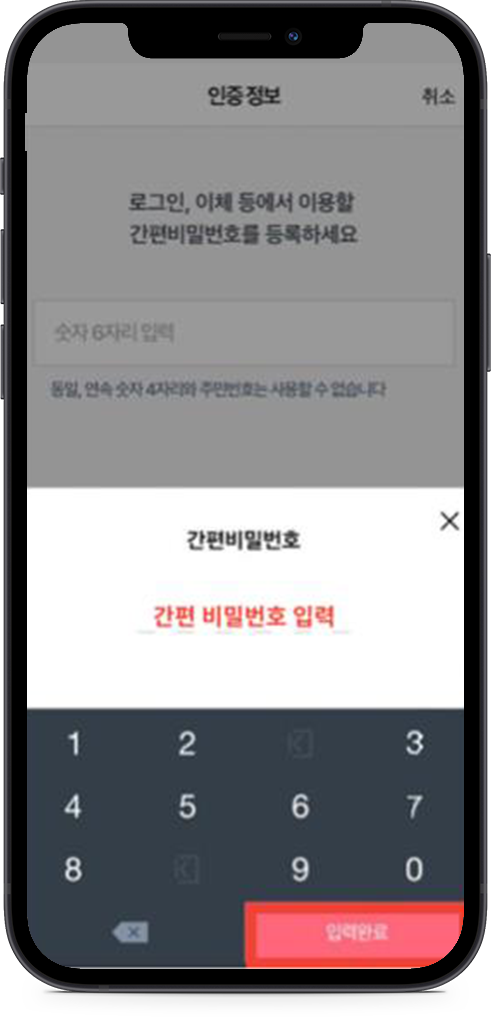 인증 정보
취소
로그인, 이체 등에서 이용할
간편비밀번호를 등록하세요
숫자 6자리 입력
동일, 연속 숫자 4자리와 주민번호는 사용할 수 없습니다
간편비밀번호
간편 비밀번호 입력
1 2 3
4 5 6 7
8 9 0
입력완료